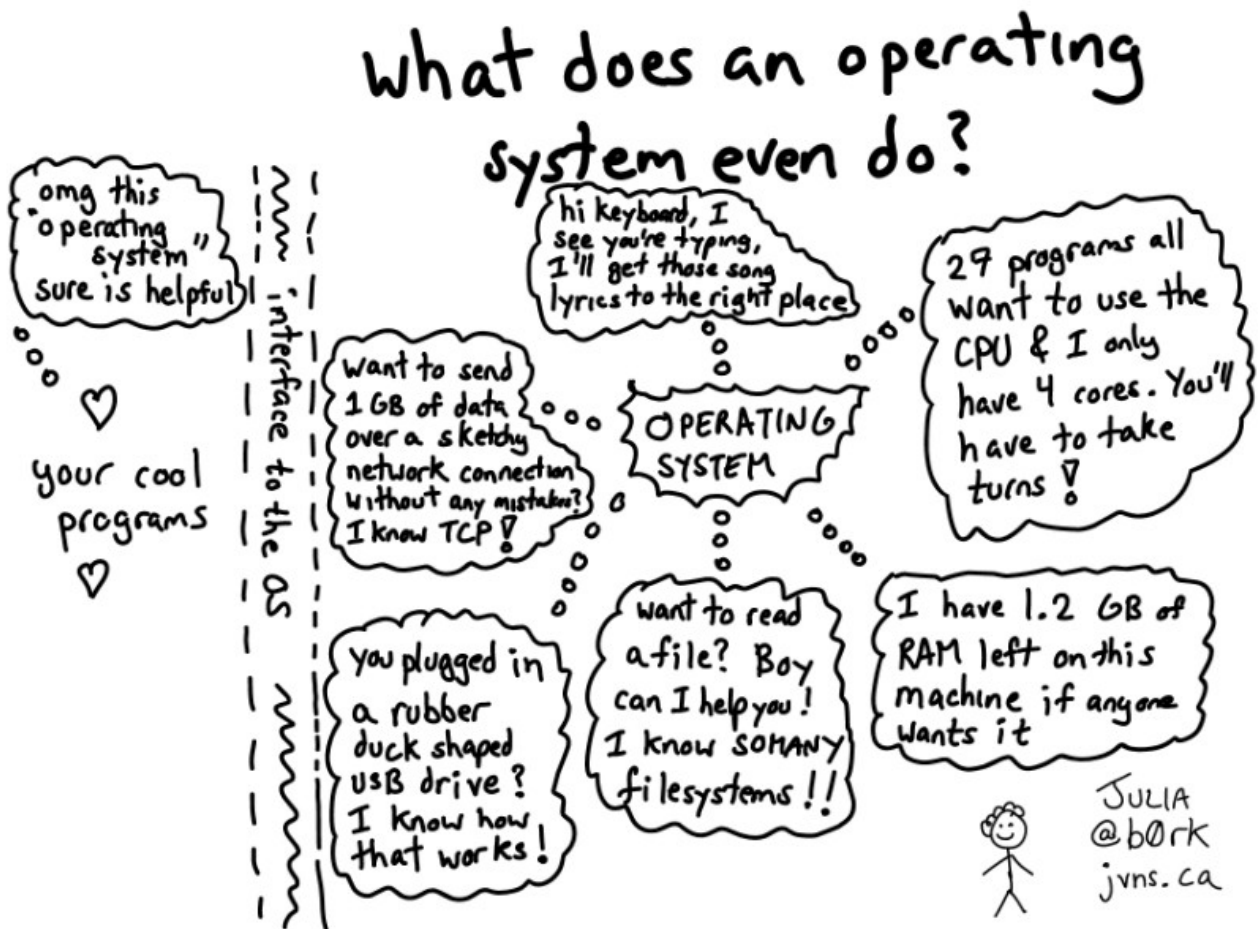 what does an operating
system even do?
omg this
"operating
system"
sure is helpful
your cool
programs
interface to the OS
hi keyboard, I
see you're typing,
I'll get those song
lyrics to the right place
want to send
1 GB of data
over a sketchy
network connection
without any mistakes?
I know TCP!
OPERATING
SYSTEM
27 programs all
want to use the
CPU & I only
have 4 cores. You'll
have to take
turns!
you plugged in
a rubber
duck shaped
USB drive?
I know how
that works!
want to read
a file? Boy
can I help you!
I know SO MANY
filesystems!!
I have 1.2 GB of
RAM left on this
machine if anyone
wants it
JULIA
@b0rk
jvns.ca